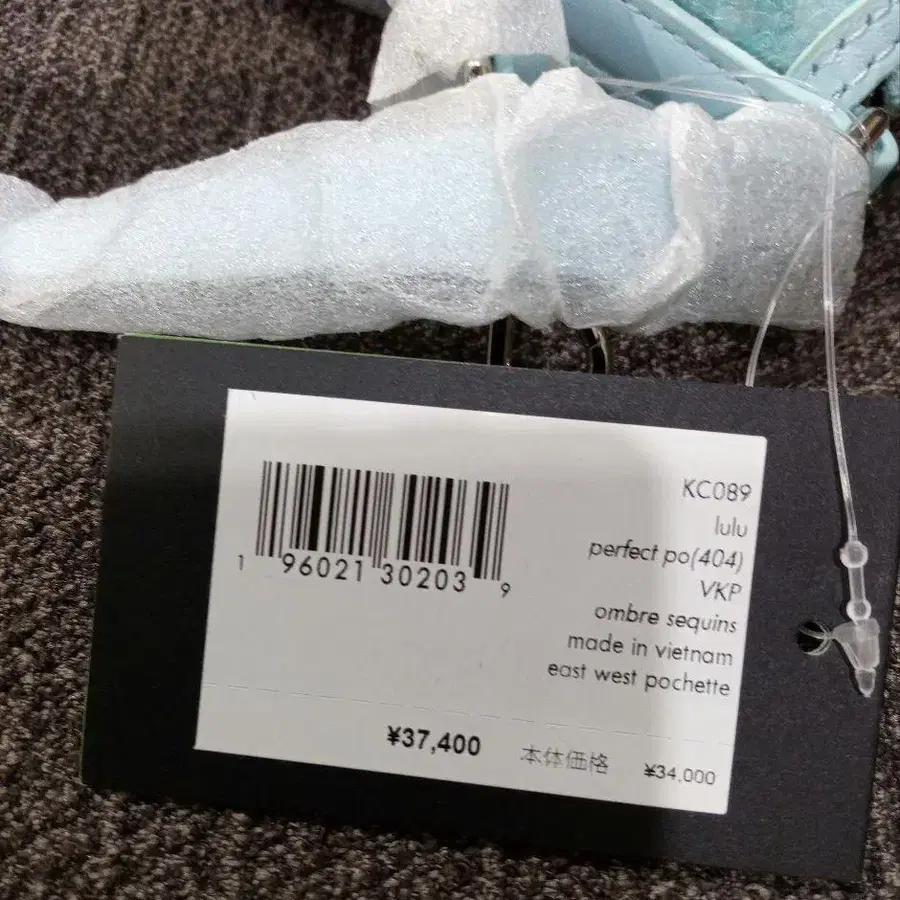 KC089
lulu
perfect po(404)
VKP
ombre sequins
made in vietnam
east west pochette
1 96021 30203 9
¥37,400 本体価格 ¥34,000